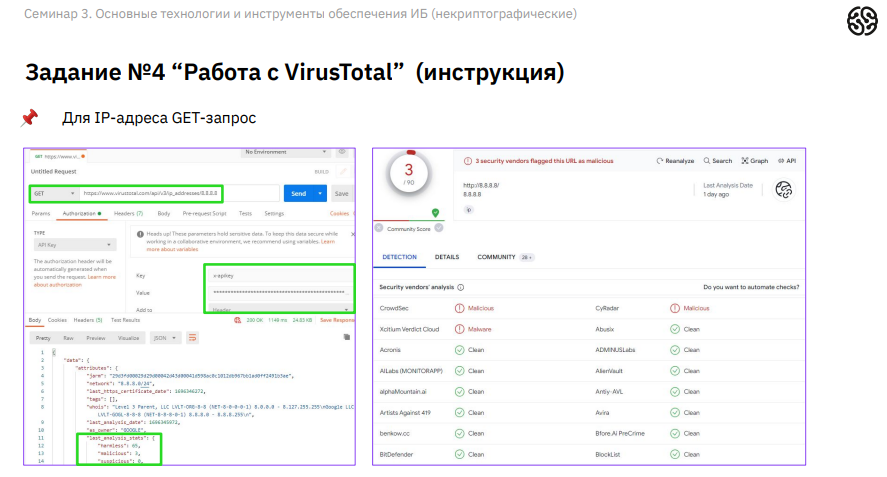 Семинар 3. Основные технологии и инструменты обеспечения ИБ (некриптографические)
Задание №4 “Работа с VirusTotal” (инструкция)
Для IP-адреса GET-запрос
GET https://www.vi...
No Environment
Untitled Request
BUILD
GET
https://www.virustotal.com/api/v3/ip_addresses/8.8.8.8
Send
Save
Params Authorization Headers (7) Body Pre-request Script Tests Settings Cookies
TYPE
API Key
The authorization header will be
automatically generated when
you send the request. Learn more
about authorization
Heads up! These parameters hold sensitive data. To keep this data secure while
working in a collaborative environment, we recommend using variables. Learn
more about variables
Key
x-apikey
Value
Add to
Header
Body Cookies Headers (5) Test Results
200 OK 1149 ms 24.83 KB Save Response
Pretty Raw Preview Visualize JSON
1 {
2 "data": {
3 "attributes": {
4
5 "network": "8.8.8.0/24",
6 "last_https_certificate_date": 1696346272,
7 "tags": [],
8 "whois": "Level 3 Parent, LLC LVLT-ORG-8-8 (NET-8-0-0-0-1) 8.0.0.0 - 8.127.255.255\nGoogle LLC
LVLT-GOGL-8-8-8 (NET-8-8-8-0-1) 8.8.8.0 - 8.8.8.255\n",
9 "last_analysis_date": 1696345072,
10 "as_owner": "GOOGLE",
11 "last_analysis_stats": {
12 "harmless": 65,
13 "malicious": 3,
14 "suspicious": 0,
3
/ 90
Community Score
3 security vendors flagged this URL as malicious
Reanalyze Search Graph API
http://8.8.8.8/
8.8.8.8
ip
Last Analysis Date
1 day ago
DETECTION DETAILS COMMUNITY 28+
Security vendors' analysis
Do you want to automate checks?
CrowdSec Malicious CyRadar Malicious
Xcitium Verdict Cloud Malware Abusix Clean
Acronis Clean ADMINUSLabs Clean
AILabs (MONITORAPP) Clean AlienVault Clean
alphaMountain.ai Clean Antiy-AVL Clean
Artists Against 419 Clean Avira Clean
benkow.cc Clean Bfore.Ai PreCrime Clean
BitDefender Clean BlockList Clean